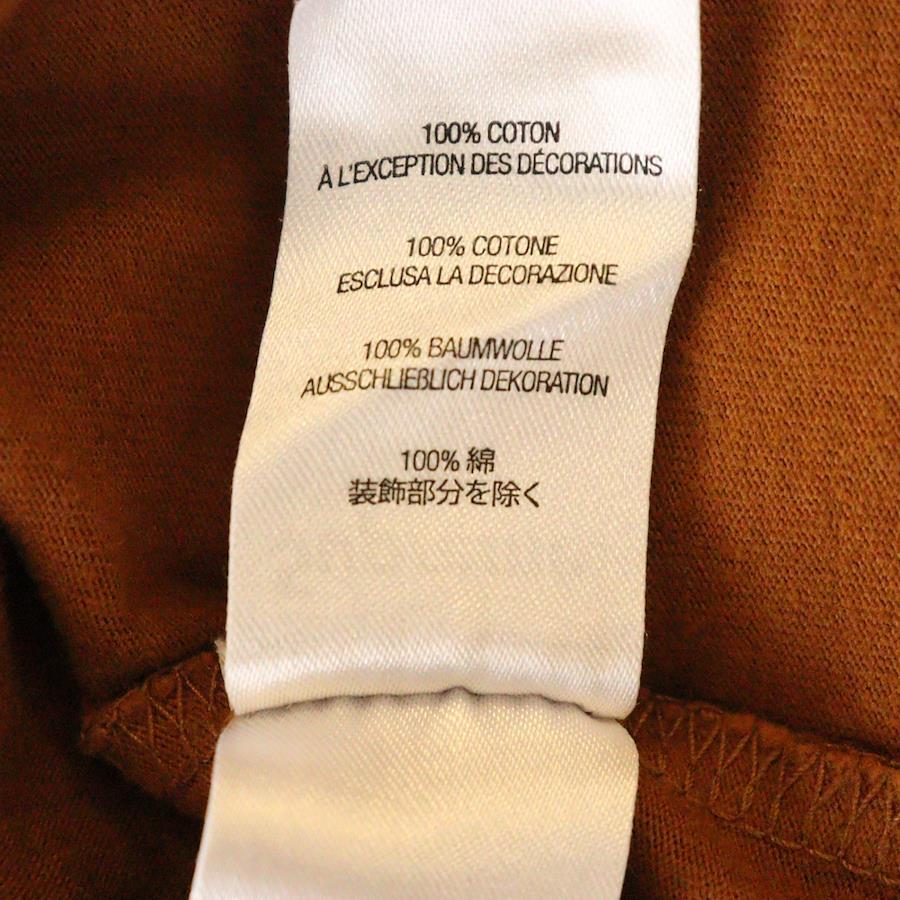 100% COTON
À L'EXCEPTION DES DÉCORATIONS
100% COTONE
ESCLUSA LA DECORAZIONE
100% BAUMWOLLE
AUSSCHLIEßLICH DEKORATION
100% 綿
装飾部分を除く